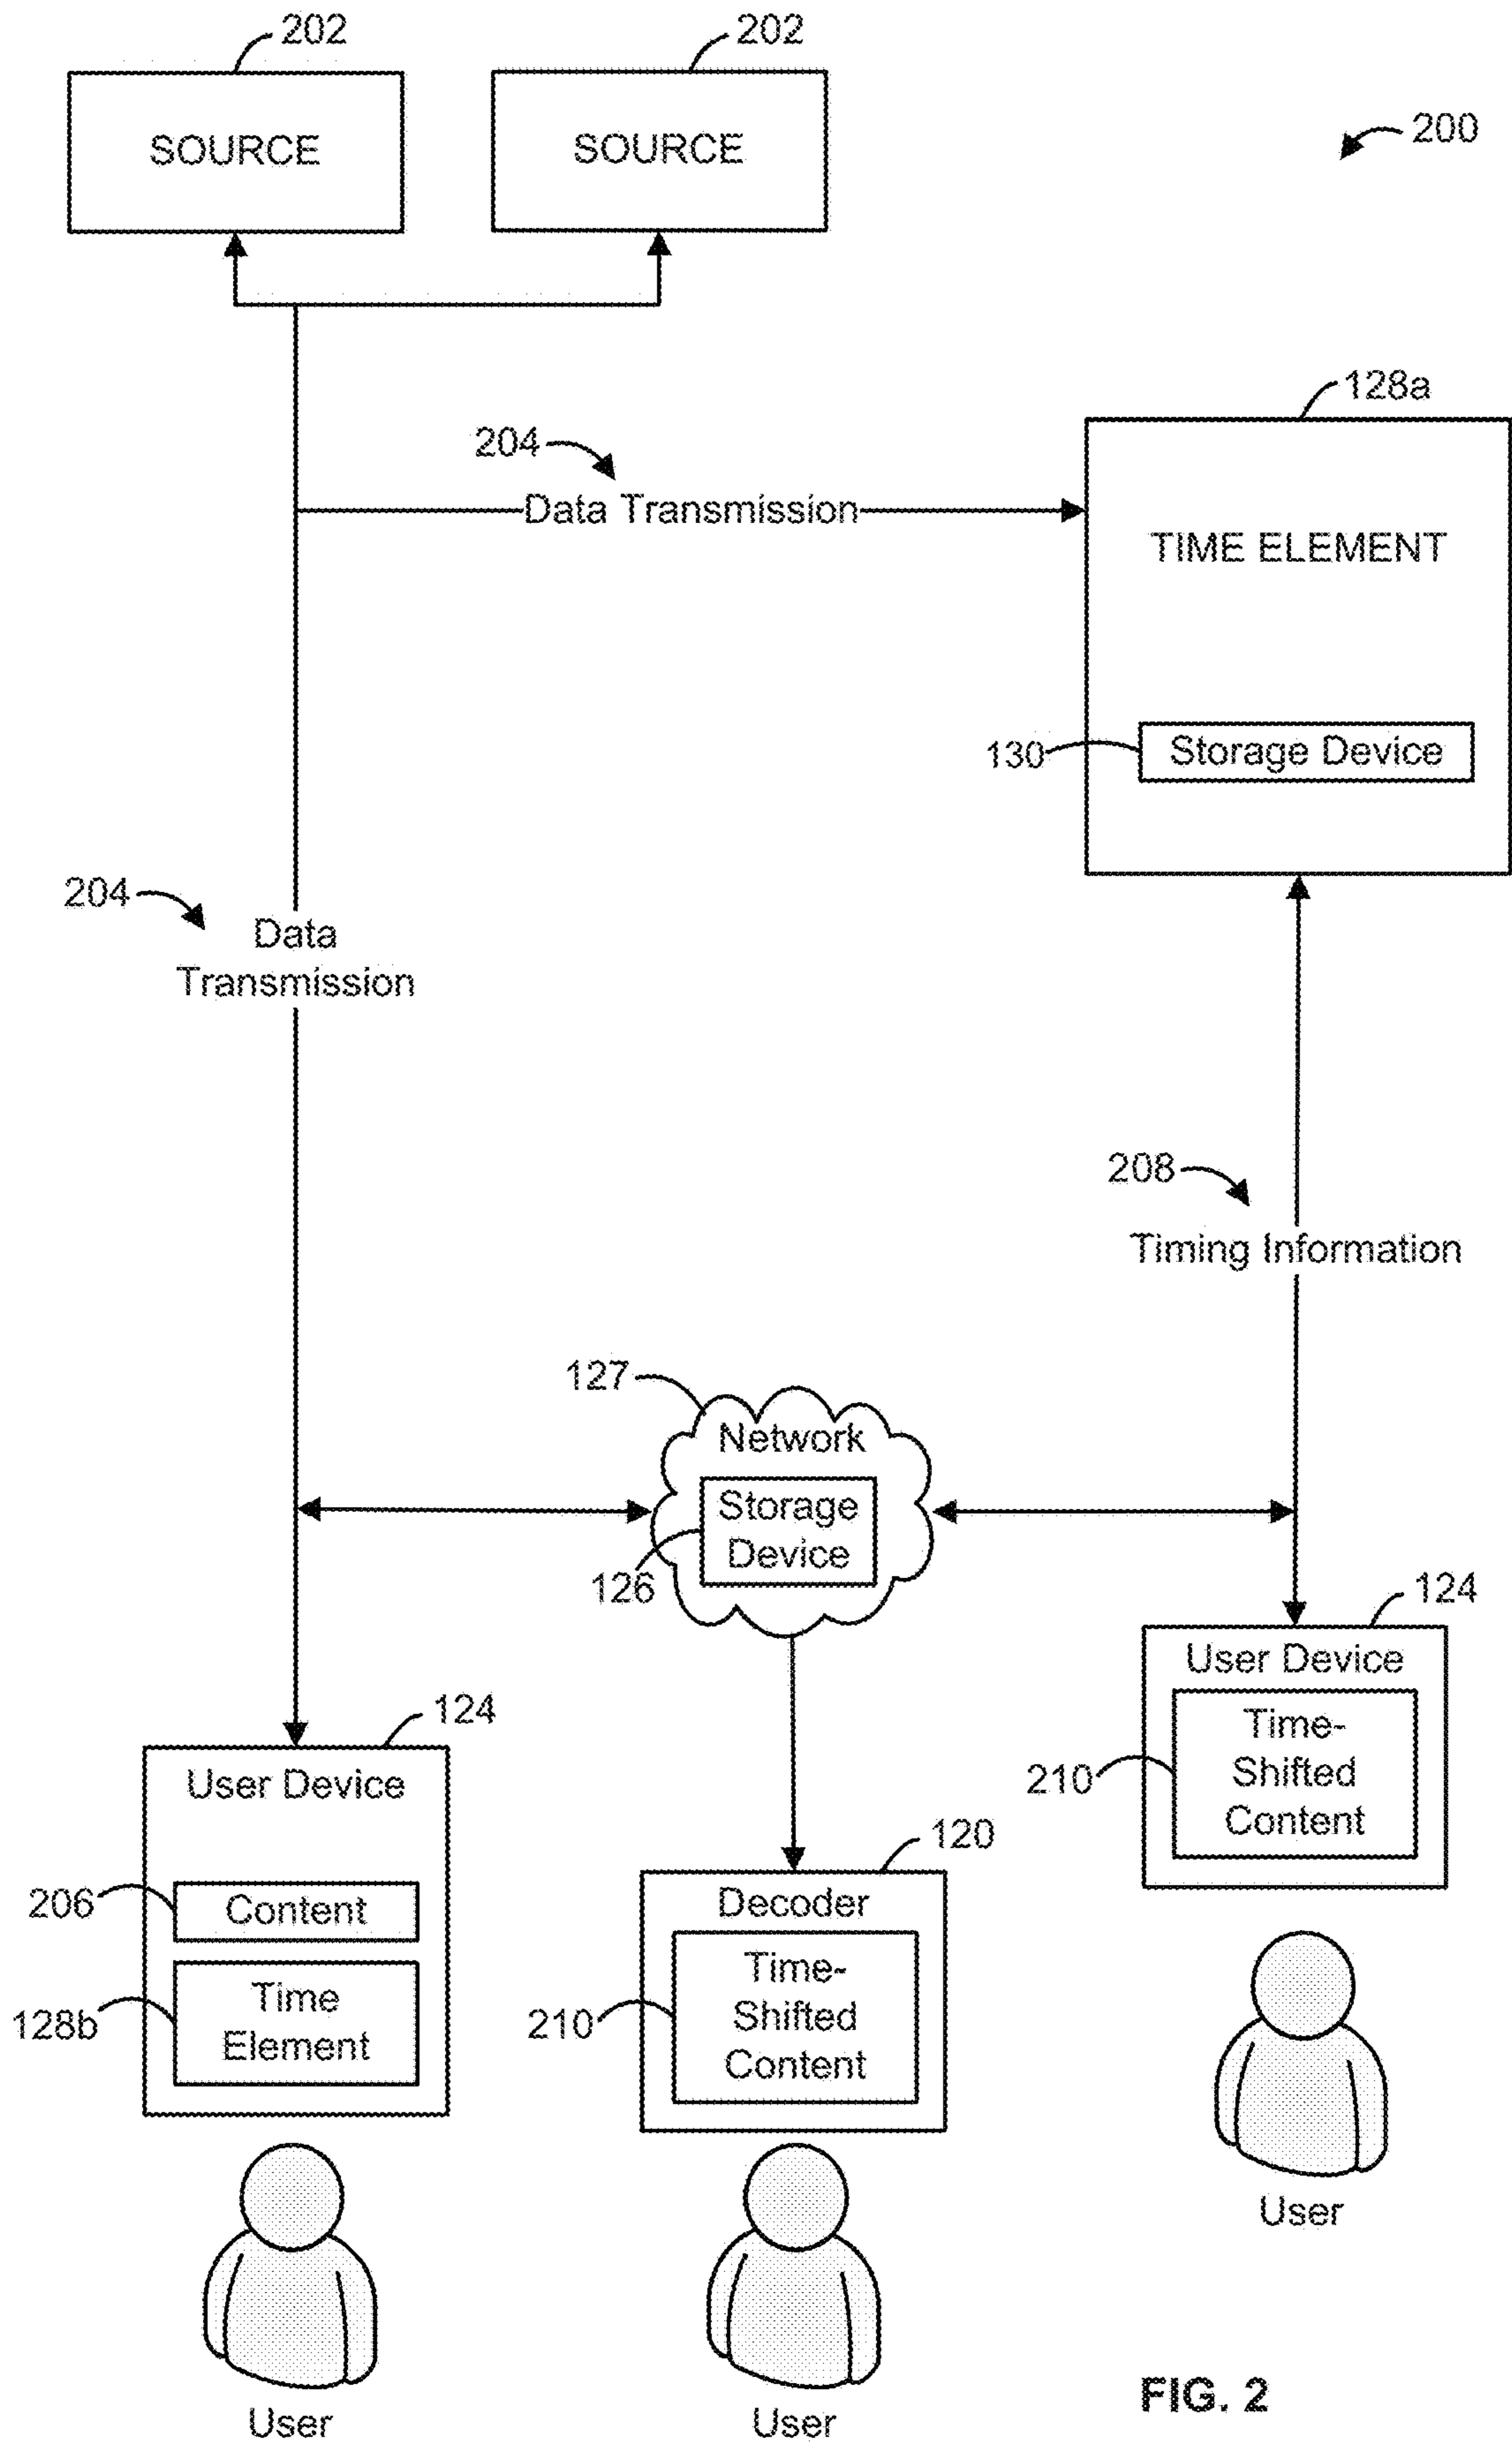 202
202
200
SOURCE
SOURCE
128a
204
Data Transmission
TIME ELEMENT
130
Storage Device
204
Data
Transmission
208
Timing Information
127
Network
Storage
Device
126
124
User Device
Time-
Shifted
Content
210
124
User Device
206
Content
128b
Time
Element
120
Decoder
Time-
Shifted
Content
210
User
User
User
FIG. 2